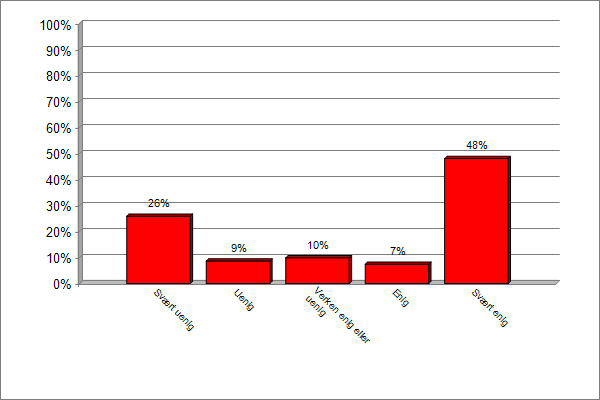 100%
90%
80%
70%
60%
50%
40%
30%
20%
10%
0%
26%
9%
10%
7%
48%
Svært uenig
Uenig
Verken enig eller
uenig
Enig
Svært enig